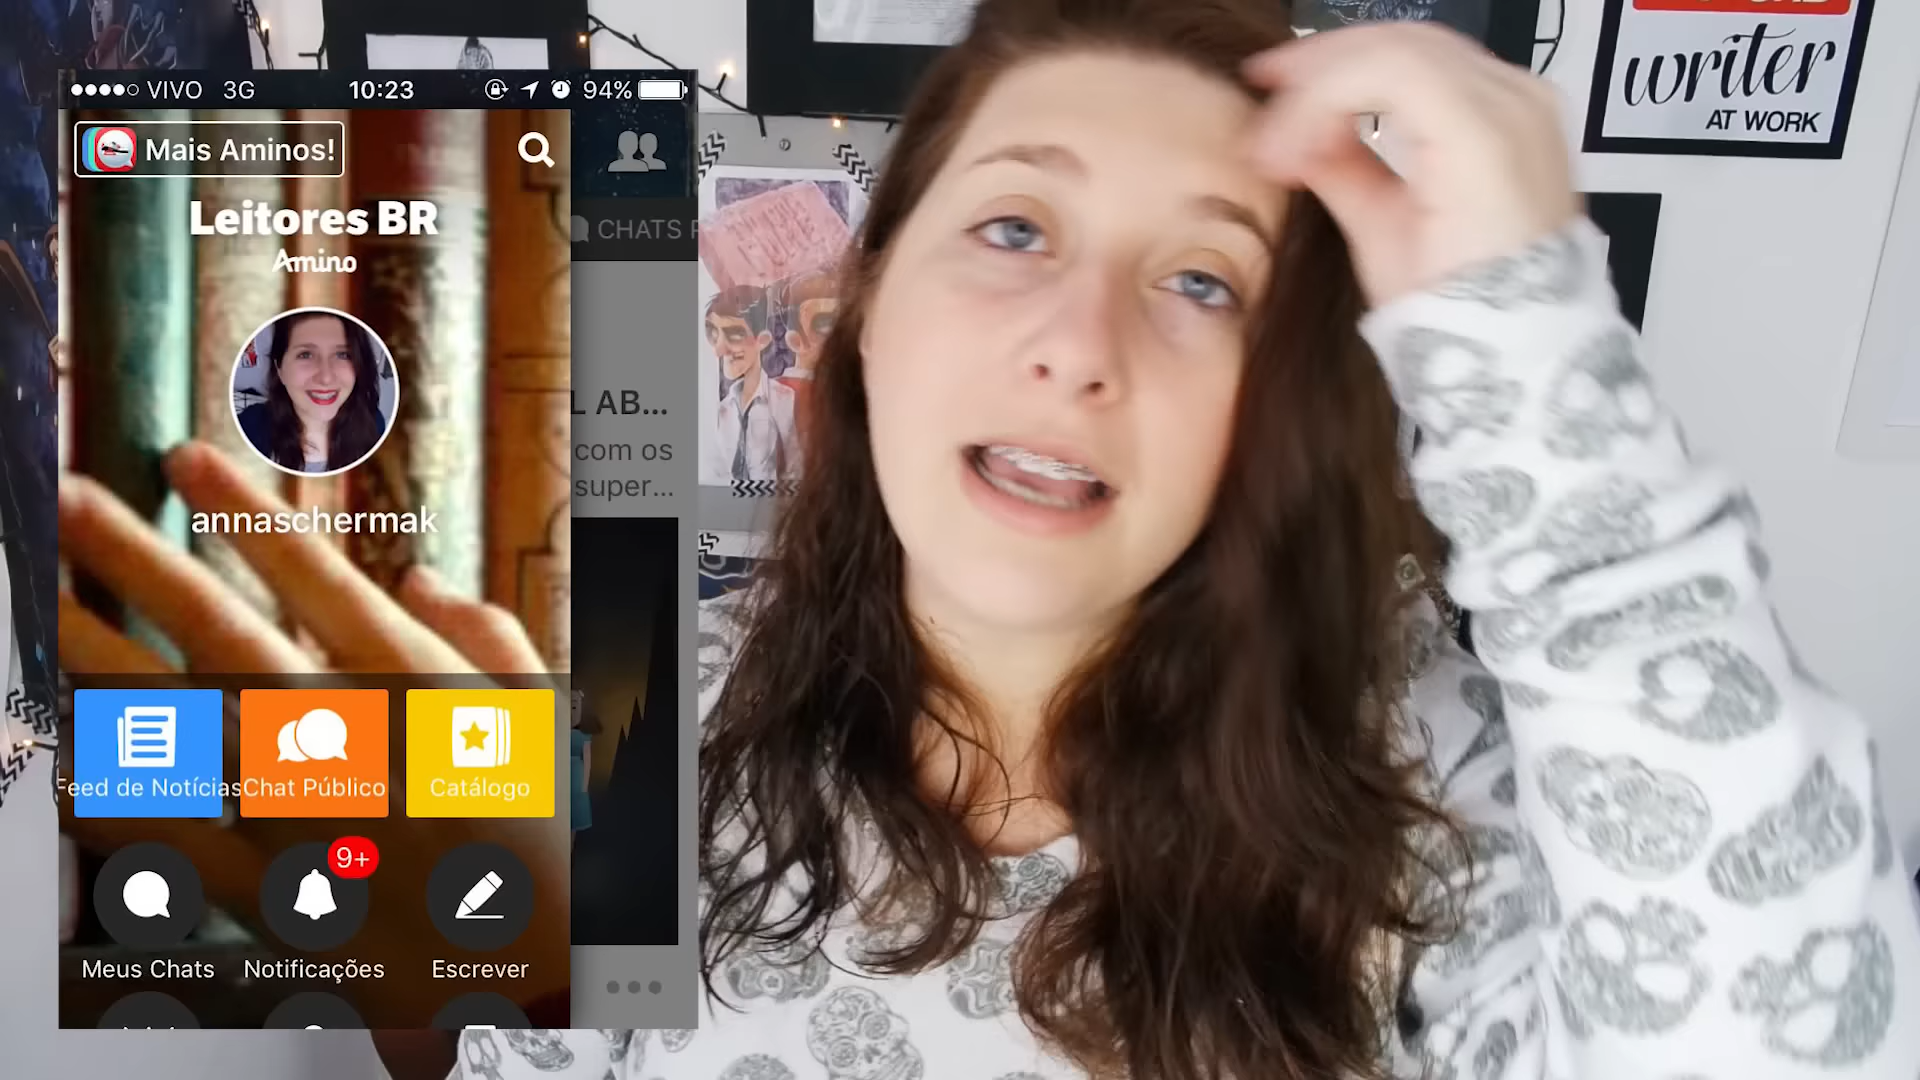 VIVO 3G 10:23 94%
Mais Aminos!
Leitores BR
Amino
annaschermak
Feed de Notícias
Chat Público
Catálogo
9+
Meus Chats
Notificações
Escrever
CHATS
L AB...
com os
super...
writer
AT WORK